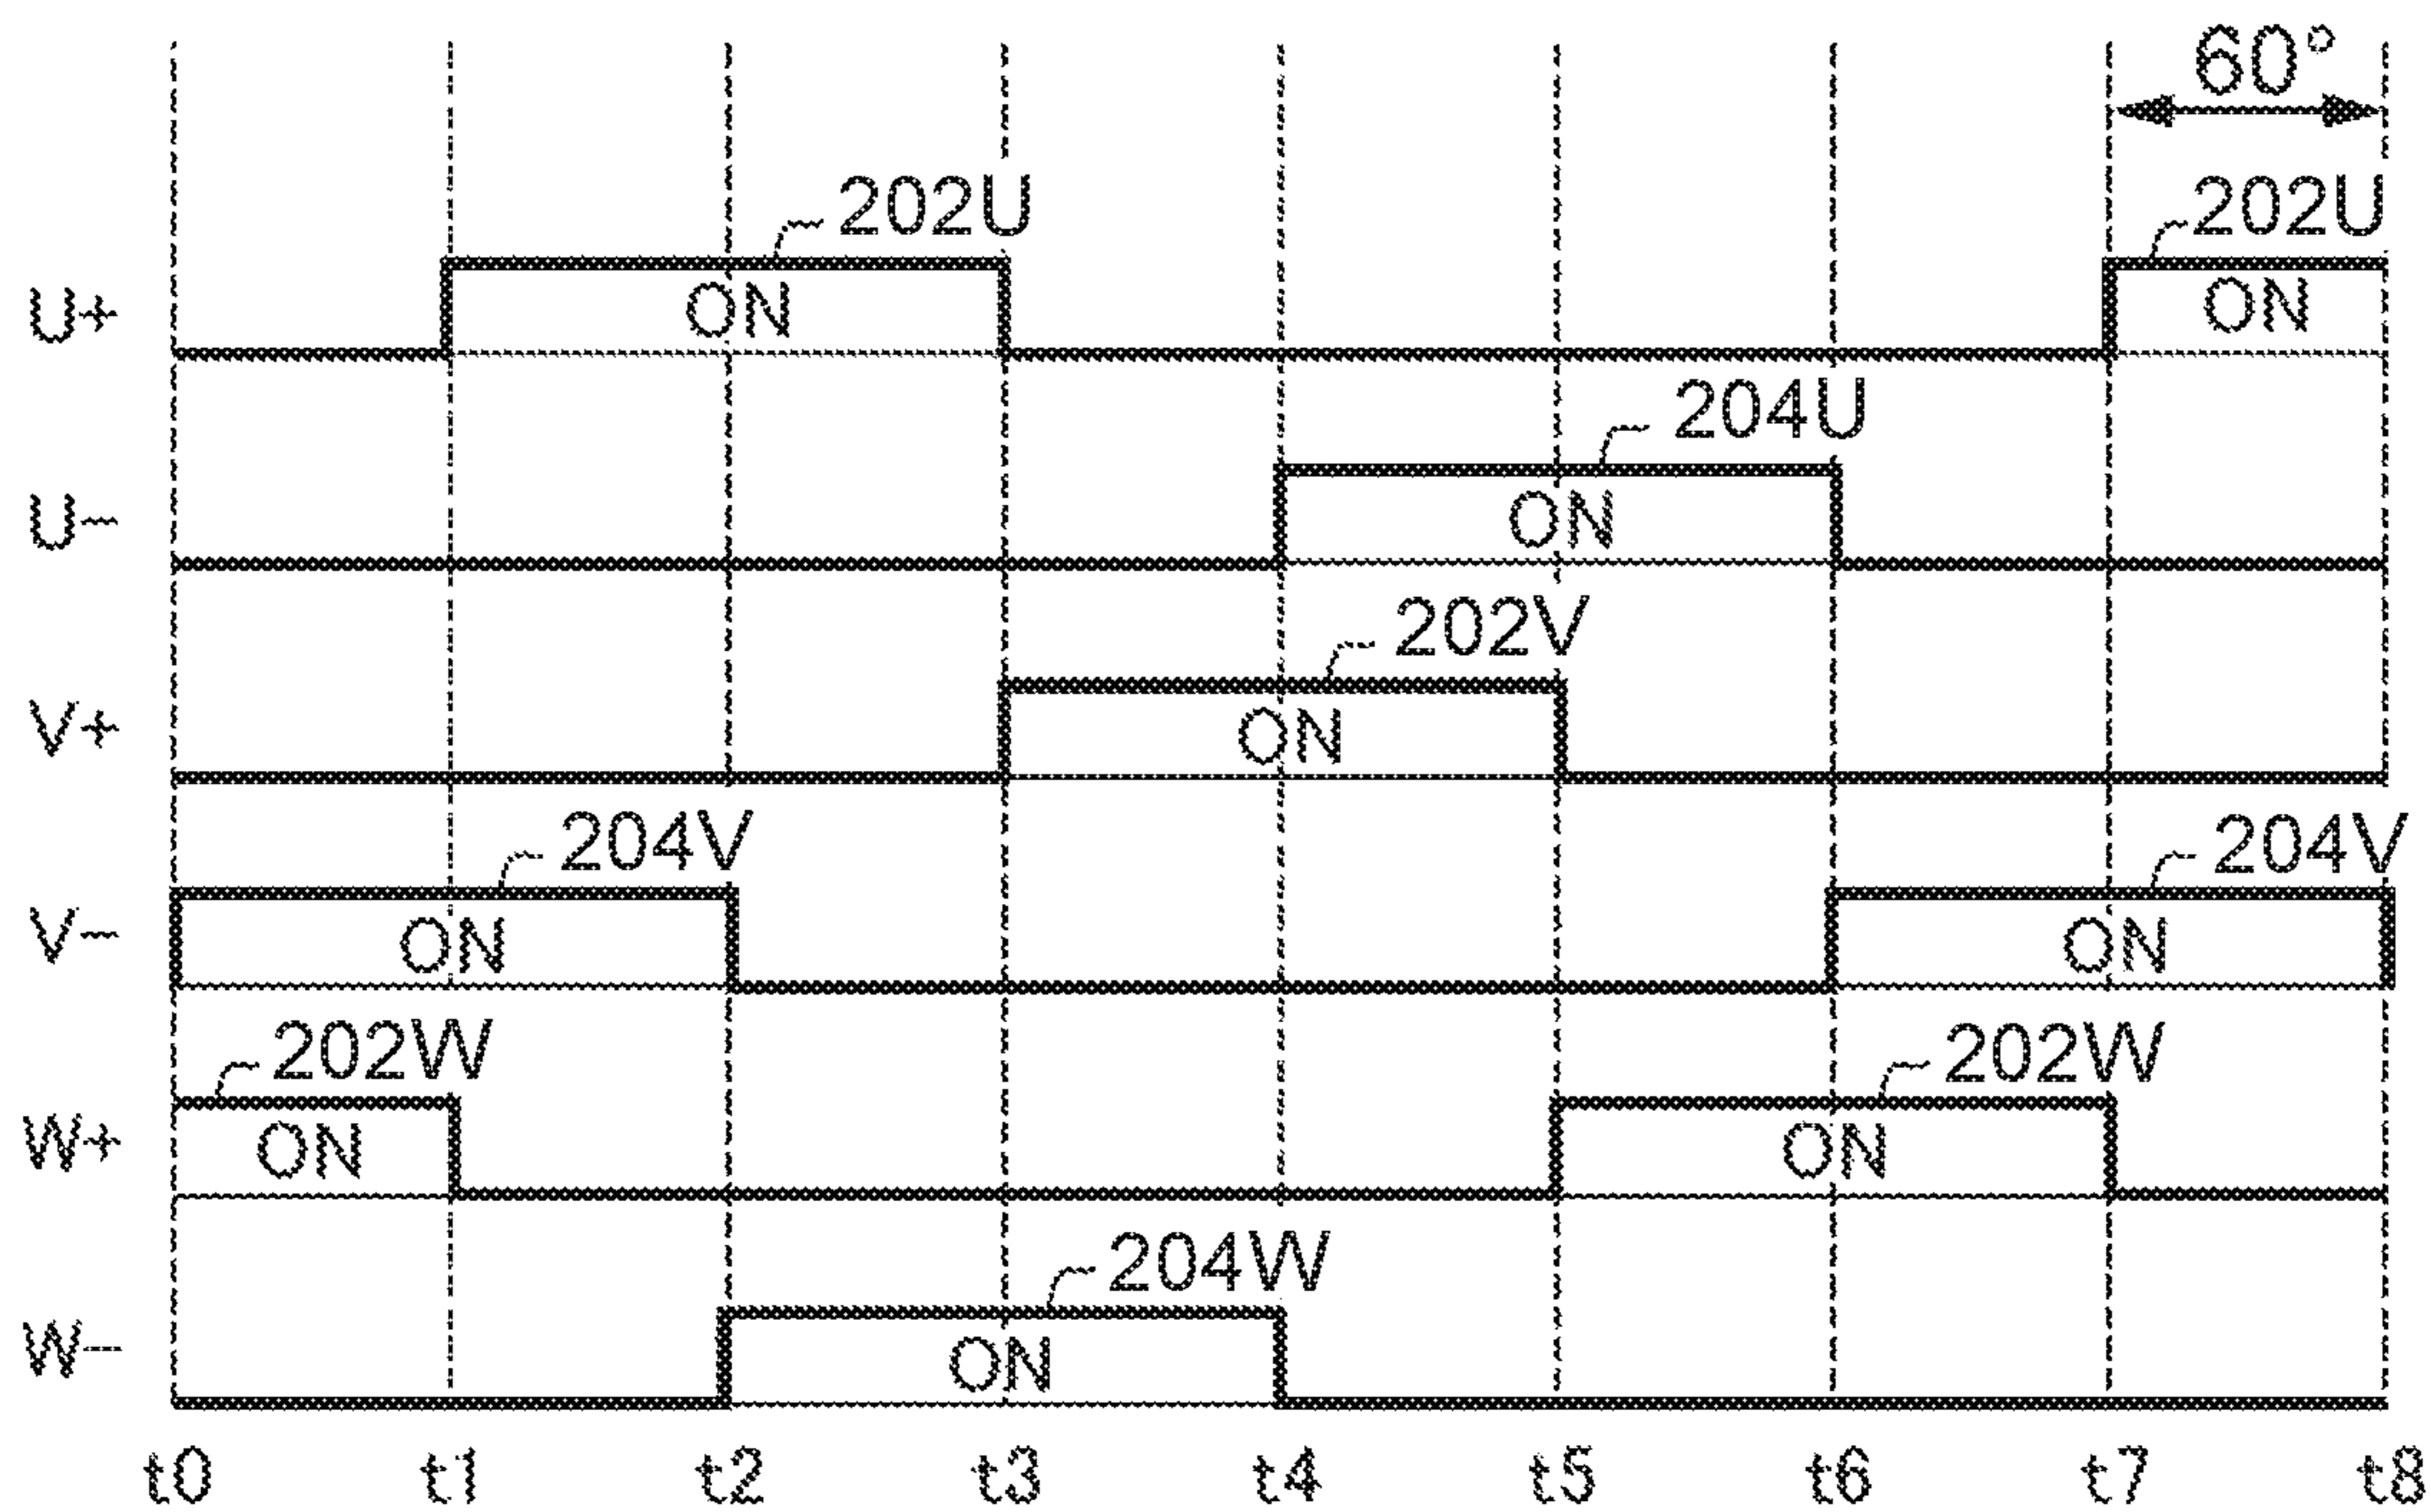 60°
202U 202U
U+ ON ON
204U
U− ON
202V
V+ ON
204V 204V
V− ON ON
202W 202W
W+ ON ON
204W
W− ON
t0 t1 t2 t3 t4 t5 t6 t7 t8